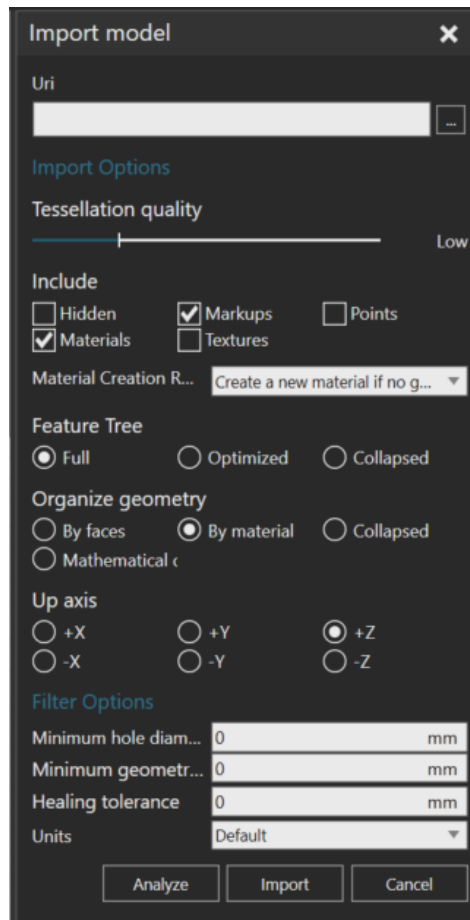 Import model
Uri
...
Import Options
Tessellation quality
Low
Include
Hidden Markups Points
Materials Textures
Material Creation R... Create a new material if no g...
Feature Tree
Full Optimized Collapsed
Organize geometry
By faces By material Collapsed
Mathematical c
Up axis
+X +Y +Z
-X -Y -Z
Filter Options
Minimum hole diam... 0 mm
Minimum geometr... 0 mm
Healing tolerance 0 mm
Units Default
Analyze Import Cancel